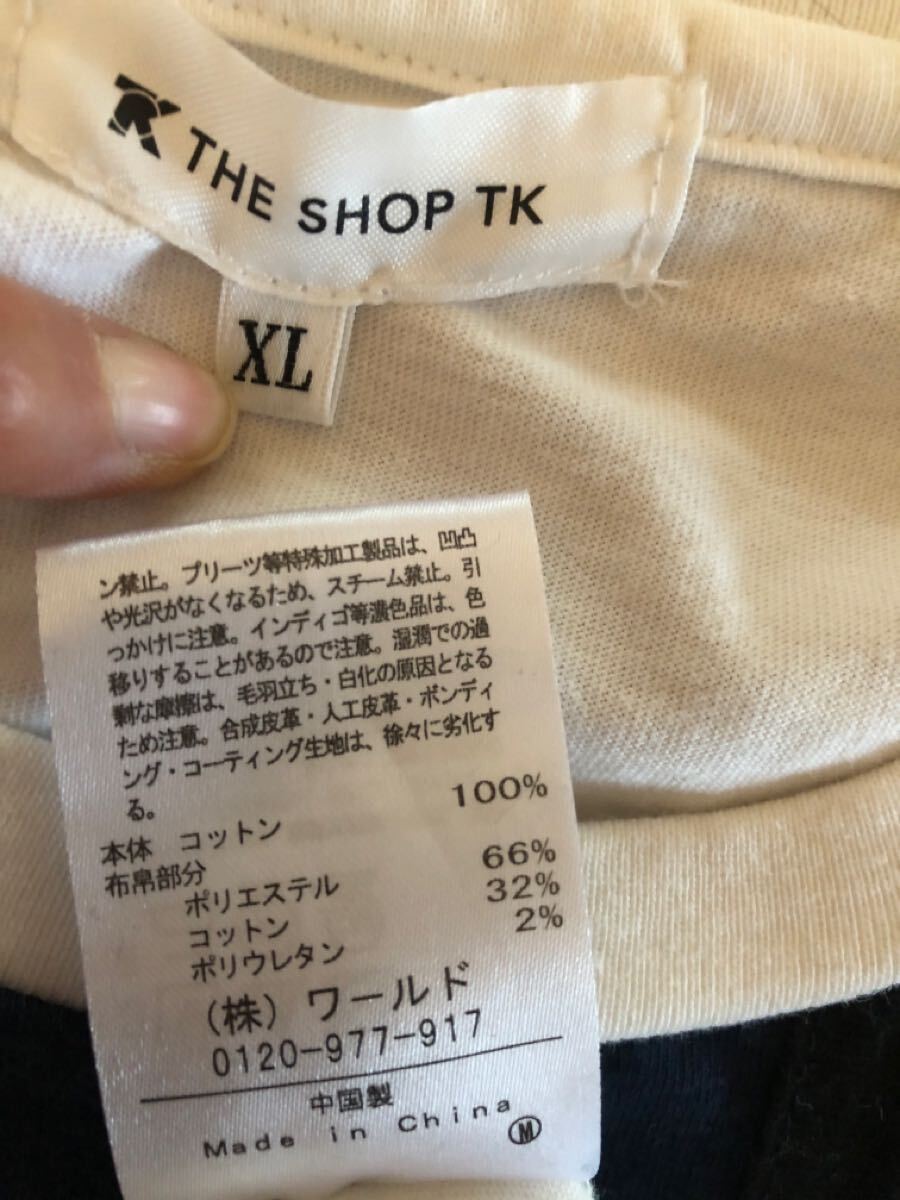 THE SHOP TK
XL
ン禁止。プリーツ等特殊加工製品は、凹凸
や光沢がなくなるため、スチーム禁止。引
っかけに注意。インディゴ等濃色品は、色
移りすることがあるので注意。湿潤での過
剰な摩擦は、毛羽立ち・白化の原因となる
ため注意。合成皮革・人工皮革・ボンディ
ング・コーティング生地は、徐々に劣化す
る。
本体 コットン 100%
布帛部分
ポリエステル 66%
コットン 32%
ポリウレタン 2%
(株) ワールド
0120-977-917
中国製
Made in China
M